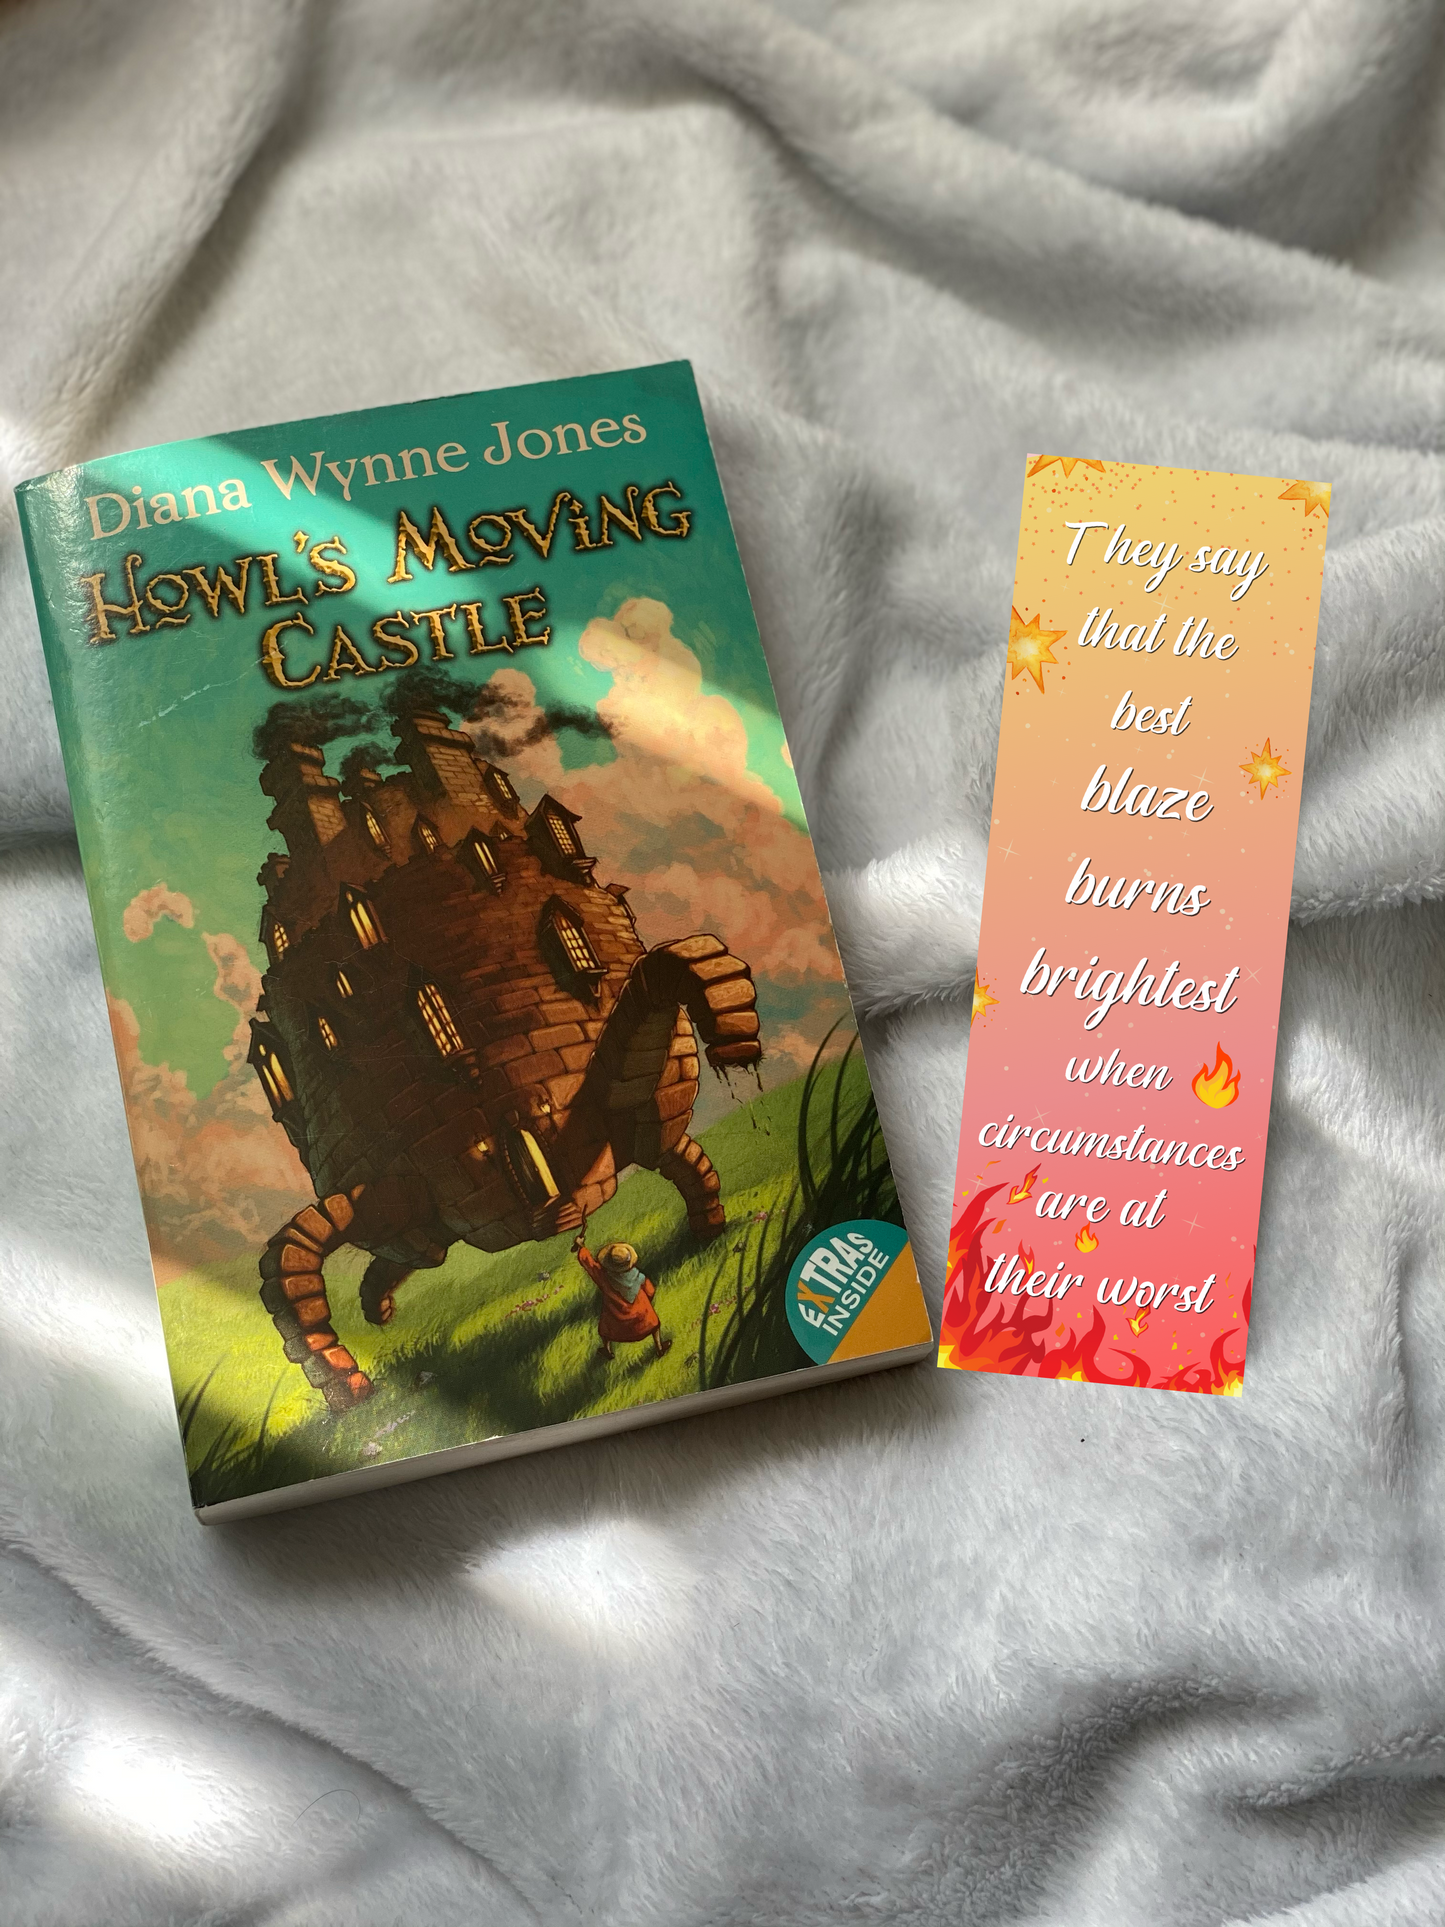 Diana Wynne Jones
Howl's Moving
Castle
EXTRAS
INSIDE
They say
that the
best
blaze
burns
brightest
when
circumstances
are at
their worst